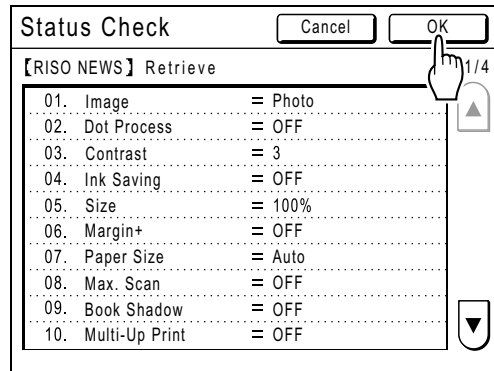 Status Check Cancel OK
【RISO NEWS】 Retrieve 1/4
01. Image = Photo
02. Dot Process = OFF
03. Contrast = 3
04. Ink Saving = OFF
05. Size = 100%
06. Margin+ = OFF
07. Paper Size = Auto
08. Max. Scan = OFF
09. Book Shadow = OFF
10. Multi-Up Print = OFF